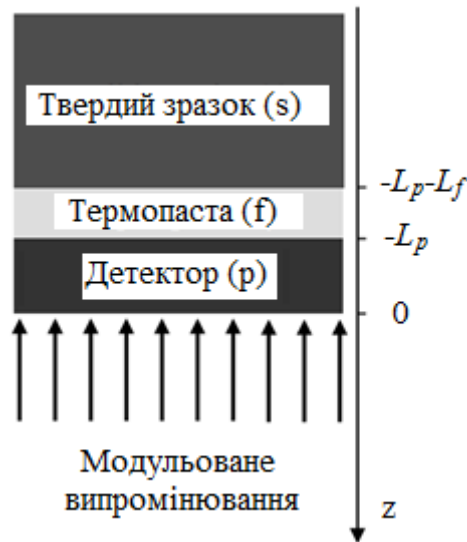 Твердий зразок (s)
-Lp-Lf
Термопаста (f)
-Lp
Детектор (p)
0
Модульоване
випромінювання
z